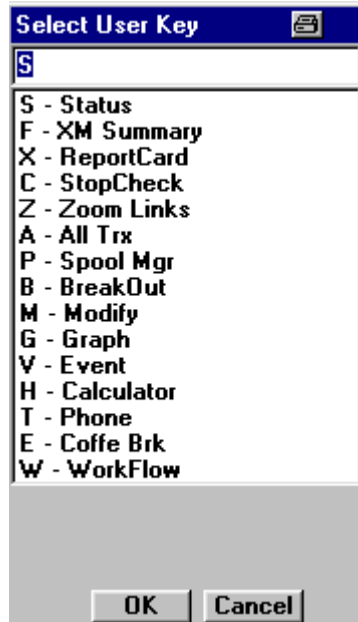 Select User Key
S
S - Status
F - XM Summary
X - ReportCard
C - StopCheck
Z - Zoom Links
A - All Trx
P - Spool Mgr
B - BreakOut
M - Modify
G - Graph
V - Event
H - Calculator
T - Phone
E - Coffe Brk
W - WorkFlow
OK Cancel